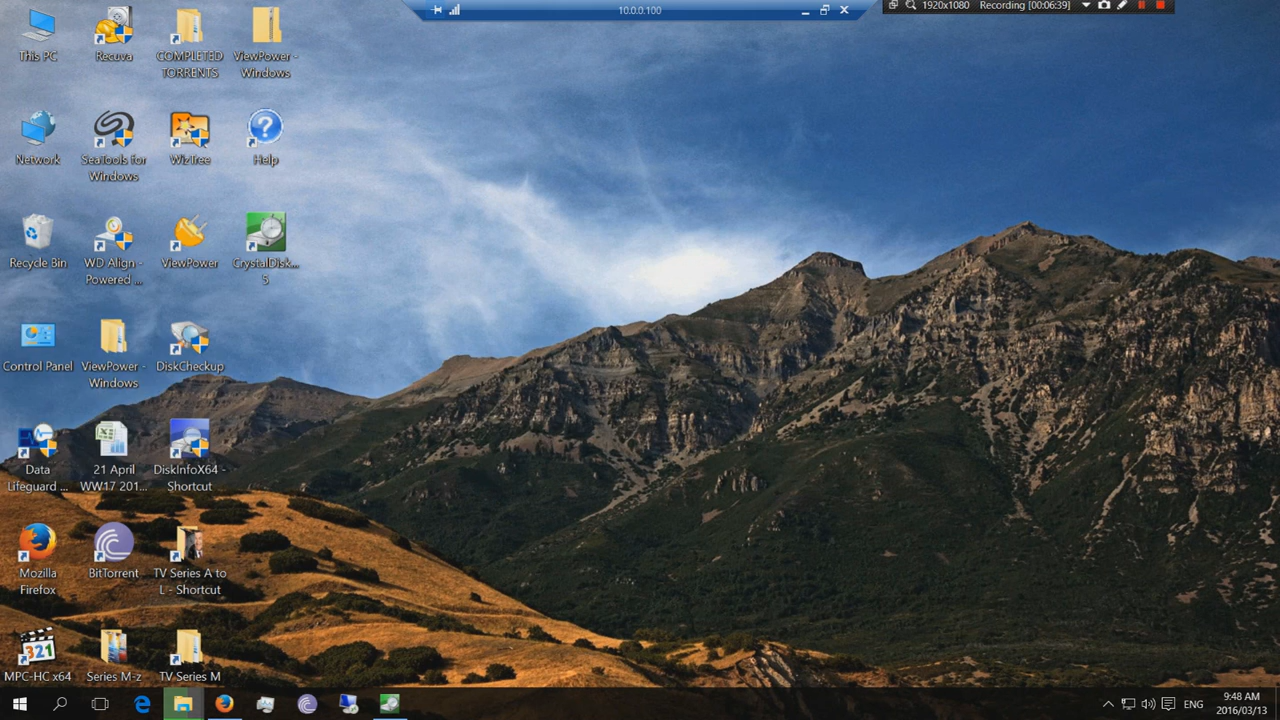 10.0.0.100
1920x1080 Recording [00:06:39]
This PC
Recuva
COMPLETED
TORRENTS
ViewPower -
Windows
Network
SeaTools for
Windows
WizTree
Help
Recycle Bin
WD Align -
Powered ...
ViewPower
CrystalDisk...
5
Control Panel
ViewPower -
Windows
DiskCheckup
Data
Lifeguard ...
21 April
WW17 201...
DiskInfoX64 -
Shortcut
Mozilla
Firefox
BitTorrent
TV Series A to
L - Shortcut
321
MPC-HC x64
Series M-z
TV Series M
ENG
9:48 AM
2016/03/13